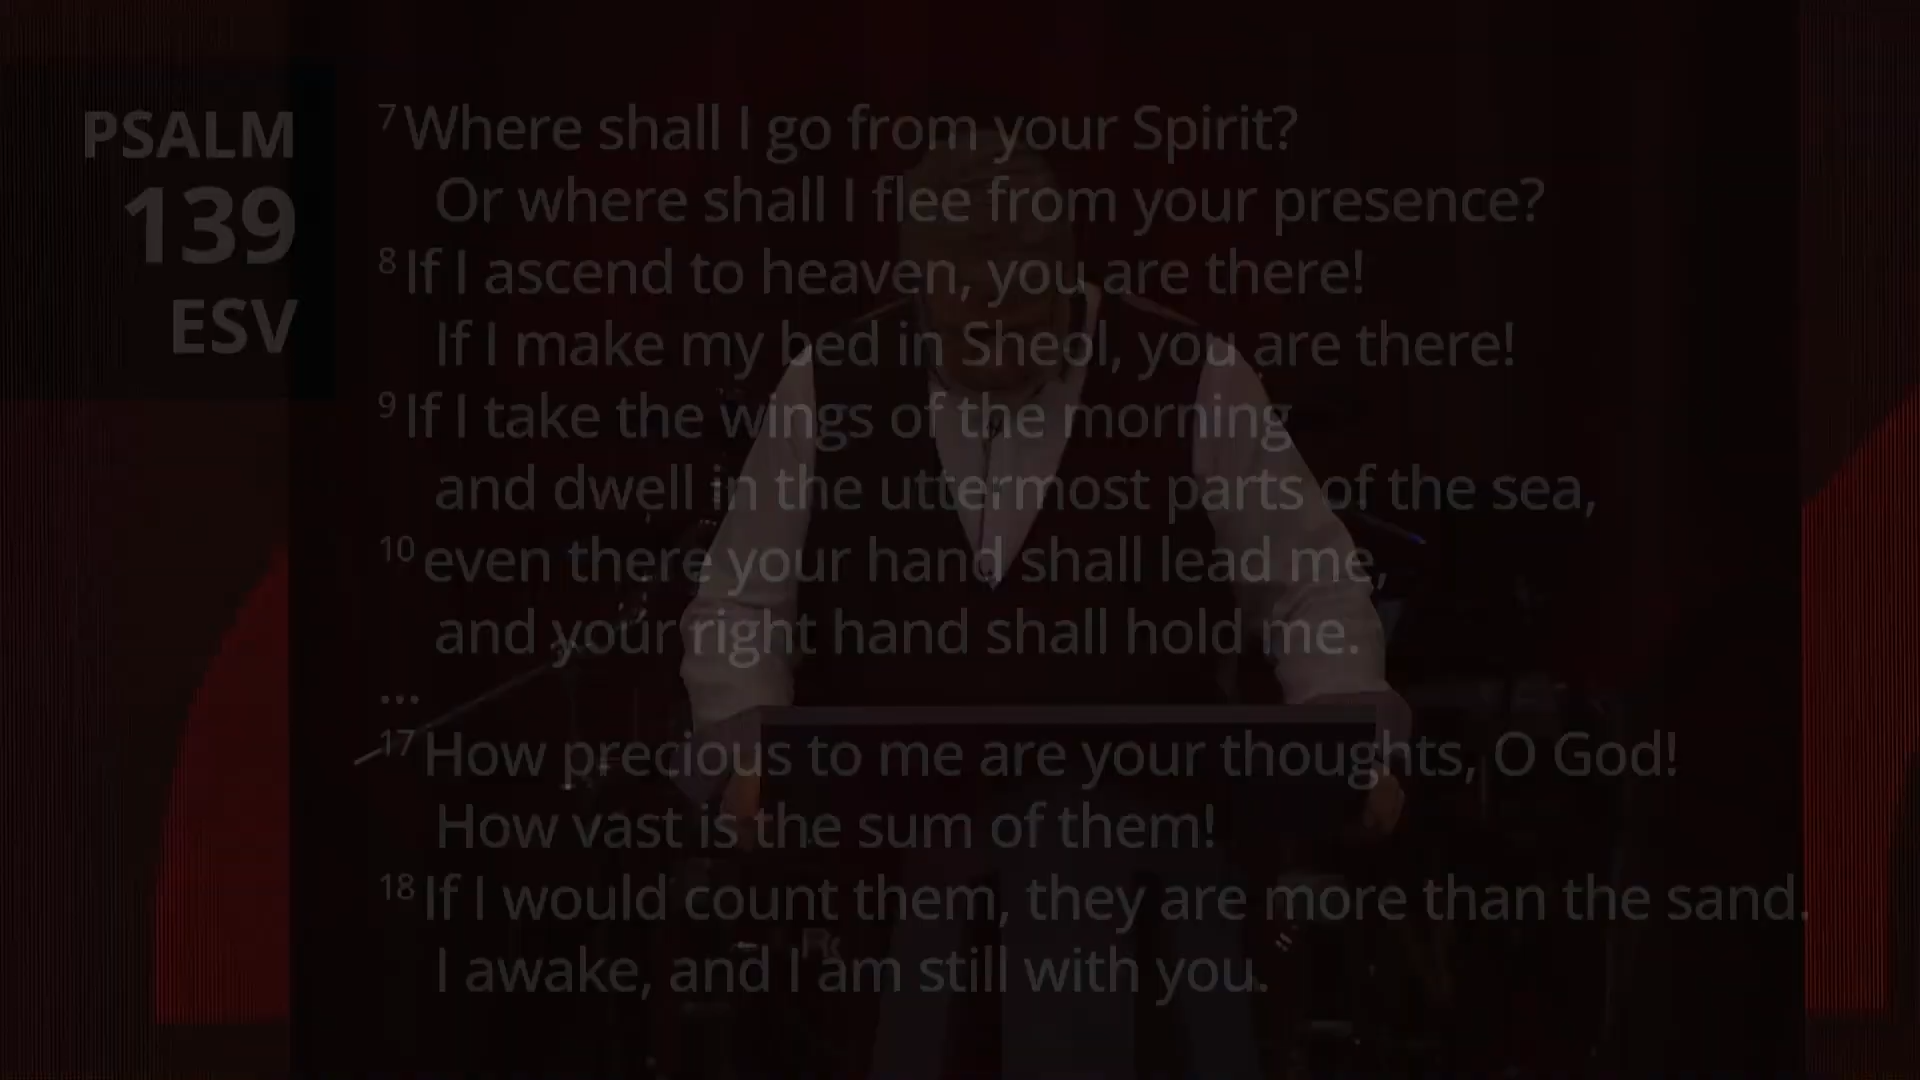 PSALM
139
ESV
7 Where shall I go from your Spirit?
Or where shall I flee from your presence?
8 If I ascend to heaven, you are there!
If I make my bed in Sheol, you are there!
9 If I take the wings of the morning
and dwell in the uttermost parts of the sea,
10 even there your hand shall lead me,
and your right hand shall hold me.
...
17 How precious to me are your thoughts, O God!
How vast is the sum of them!
18 If I would count them, they are more than the sand.
I awake, and I am still with you.